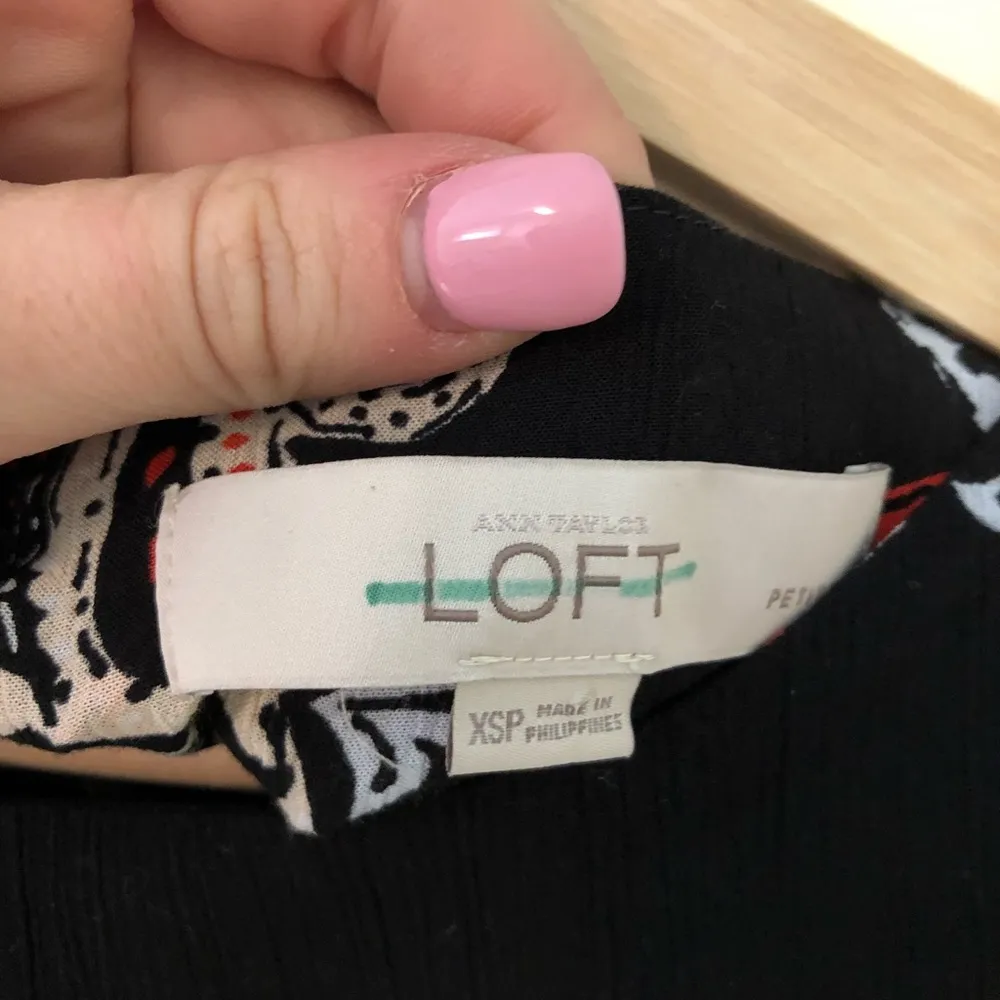 ANN TAYLOR
LOFT
XSP MADE IN
PHILIPPINES